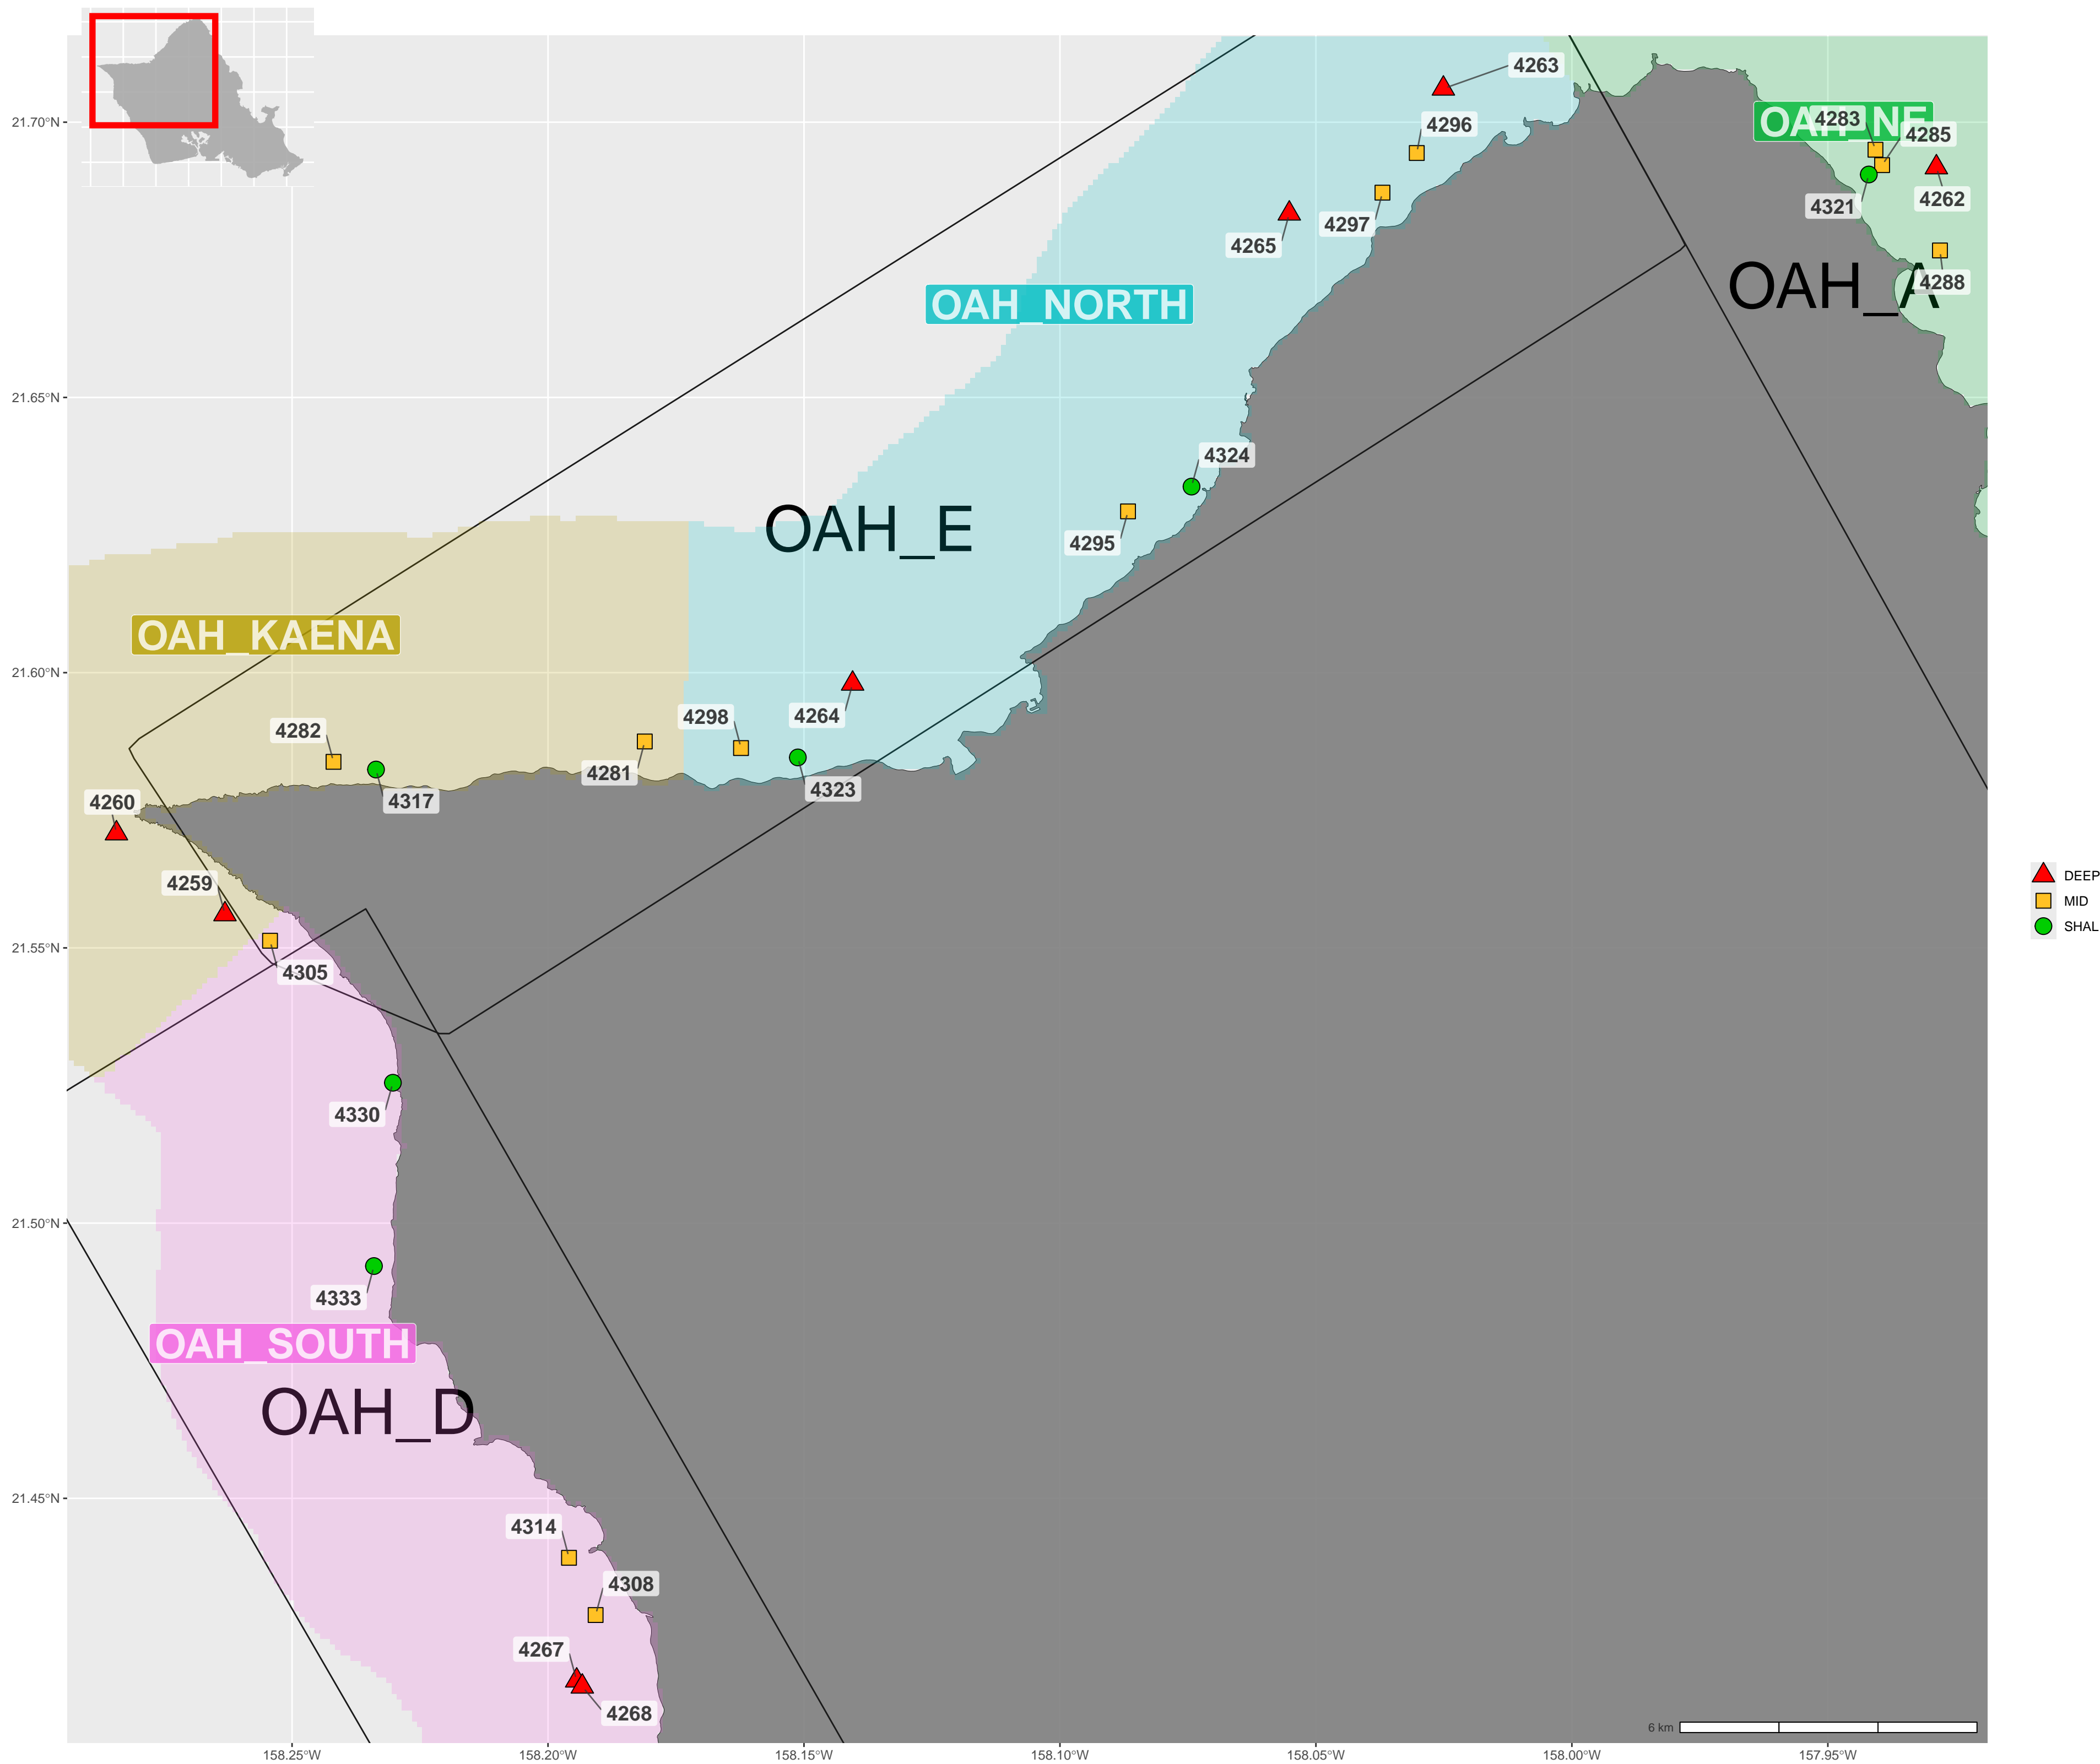 4263
21.70°N
OAH_NE
4283
4285
4296
4262
4321
4297
4265
4288
OAH_A
OAH_NORTH
21.65°N
4324
OAH_E
4295
OAH_KAENA
21.60°N
4298
4264
4282
4281
4323
4317
4260
4259
DEEP
MID
SHAL
21.55°N
4305
4330
21.50°N
4333
OAH_SOUTH
OAH_D
21.45°N
4314
4308
4267
4268
6 km
158.25°W 158.20°W 158.15°W 158.10°W 158.05°W 158.00°W 157.95°W